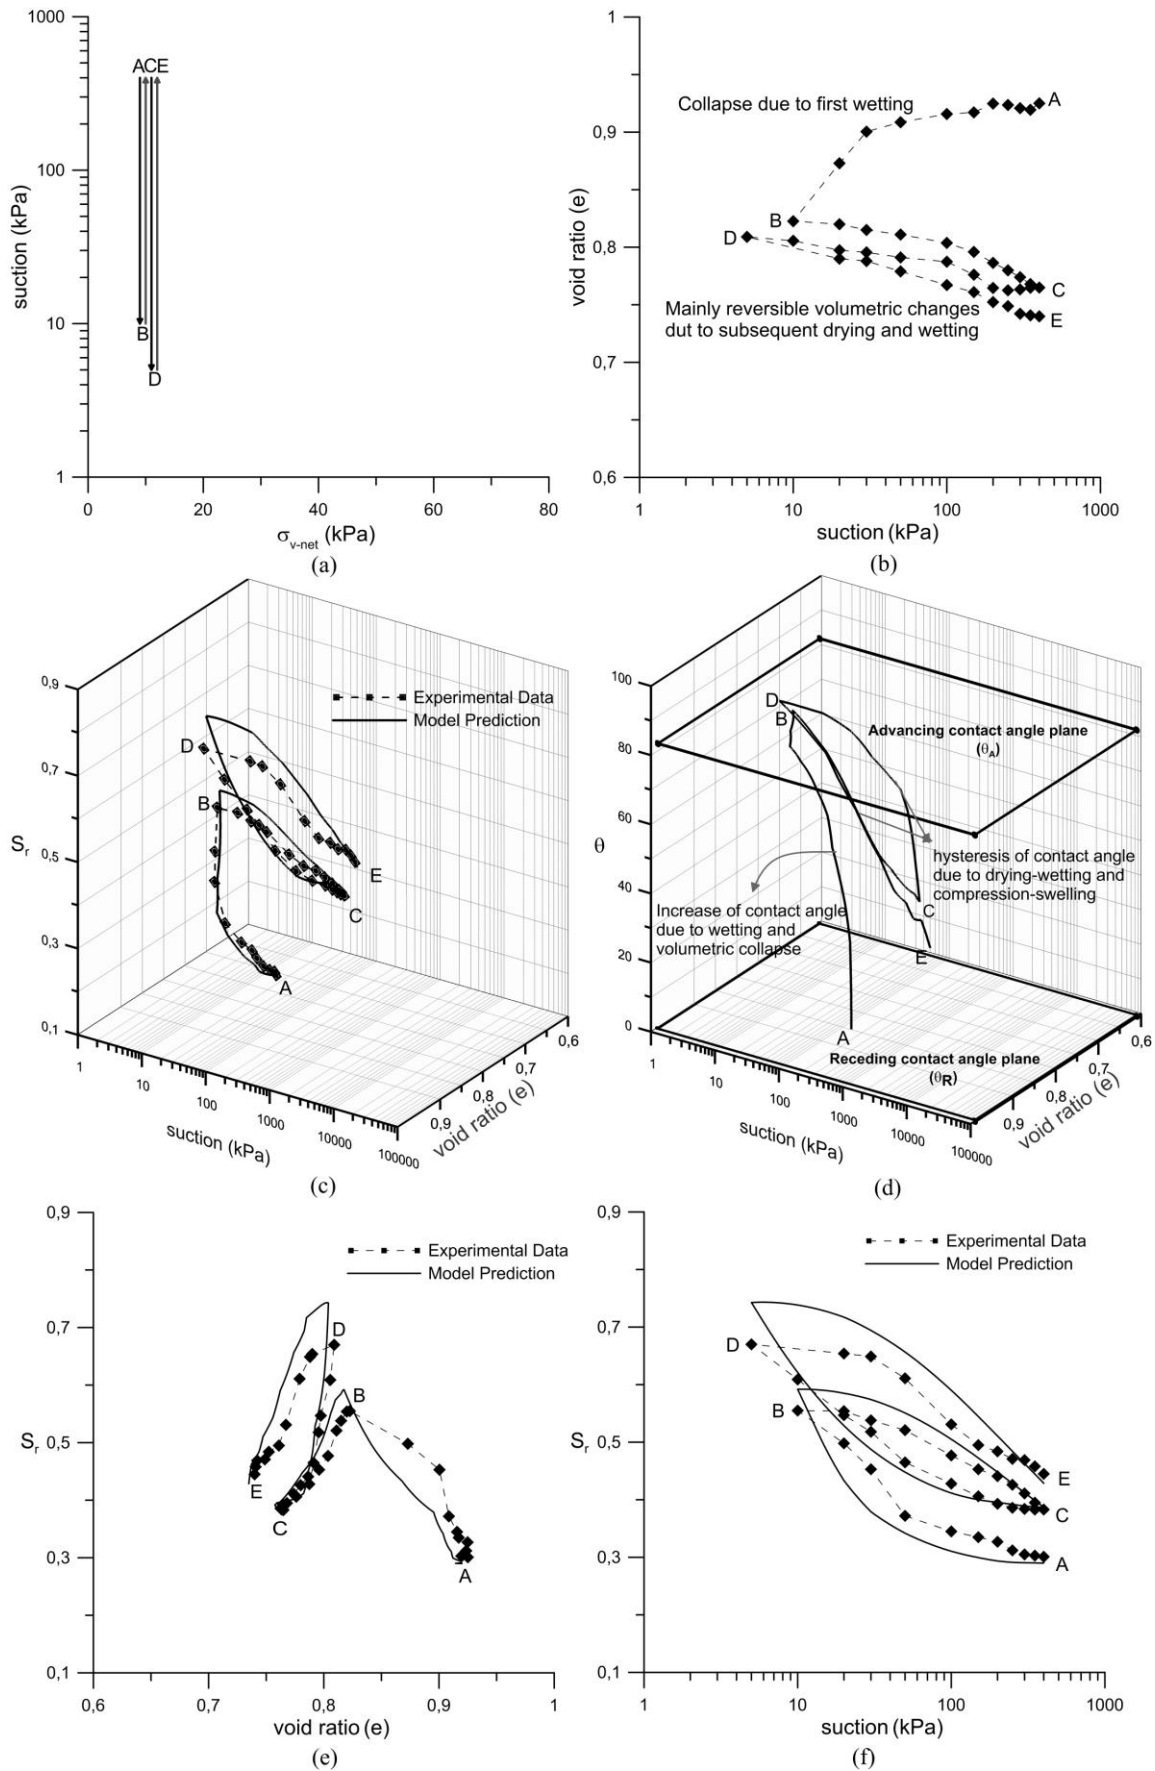 1000
100
10
1
suction (kPa)
ACE
B
D
0
20
40
60
80
σv-net (kPa)
(a)
1
0,9
0,8
0,7
0,6
void ratio (e)
Collapse due to first wetting
A
B
D
C
E
Mainly reversible volumetric changes
dut to subsequent drying and wetting
1
10
100
1000
suction (kPa)
(b)
0,9
0,7
0,5
0,3
0,1
Sr
Experimental Data
Model Prediction
D
B
E
C
A
1
10
100
1000
10000
100000
suction (kPa)
0,9
0,8
0,7
0,6
void ratio (e)
(c)
100
80
60
40
20
0
θ
D
B
Advancing contact angle plane
(θA)
hysteresis of contact angle
due to drying-wetting and
compression-swelling
Increase of contact angle
due to wetting and
volumetric collapse
C
E
A
Receding contact angle plane
(θR)
1
10
100
1000
10000
100000
suction (kPa)
0,9
0,8
0,7
0,6
void ratio (e)
(d)
0,9
0,7
0,5
0,3
0,1
Sr
Experimental Data
Model Prediction
D
B
E
C
A
0,6
0,7
0,8
0,9
1
void ratio (e)
(e)
0,9
0,7
0,5
0,3
0,1
Sr
Experimental Data
Model Prediction
D
B
E
C
A
1
10
100
1000
suction (kPa)
(f)